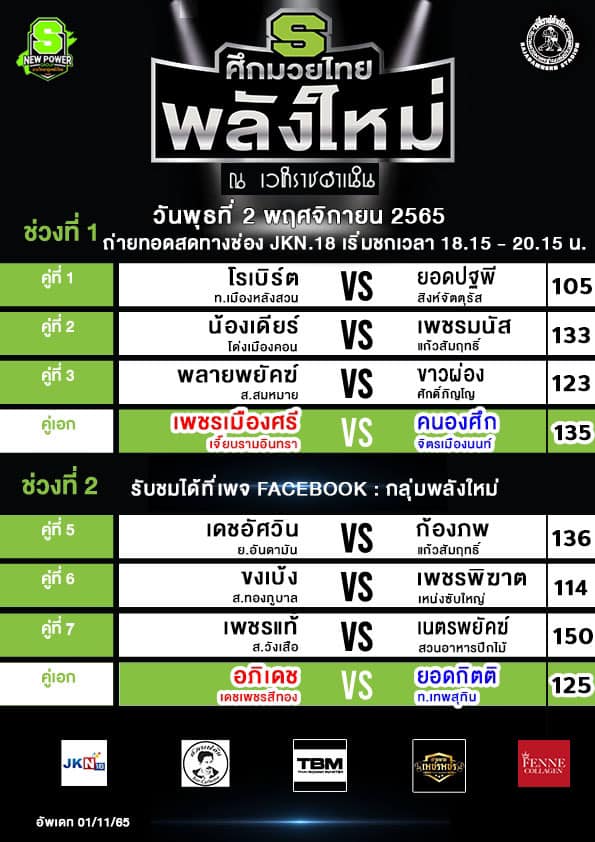 S
NEW POWER
GROUP
RAJADAMNERN STADIUM
S
ศึกมวยไทย
พลังใหม่
ณ เวทีราชดำเนิน
วันพุธที่ 2 พฤศจิกายน 2565
ช่วงที่ 1
ถ่ายทอดสดทางช่อง JKN.18 เริ่มชกเวลา 18.15 - 20.15 น.
คู่ที่ 1 โรเบิร์ต VS ยอดปฐพี 105
ท.เมืองหลังสวน สิงห์จัตตุรัส
คู่ที่ 2 น้องเดียร์ VS เพชรมนัส 133
โด่งเมืองคอน แก้วสัมฤทธิ์
คู่ที่ 3 พลายพยัคฆ์ VS ขาวผ่อง 123
ส.สมหมาย ศักดิ์ภิญโญ
คู่เอก เพชรเมืองศรี VS คนองศึก 135
เจี๊ยบรามอินทรา จิตรเมืองนนท์
ช่วงที่ 2 รับชมได้ที่เพจ FACEBOOK : กลุ่มพลังใหม่
คู่ที่ 5 เดชอัศวิน VS ก้องภพ 136
ย.อันดามัน แก้วสัมฤทธิ์
คู่ที่ 6 ขงเบ้ง VS เพชรพิฆาต 114
ส.ทองภูบาล เหน่งซับใหญ่
คู่ที่ 7 เพชรแท้ VS เนตรพยัคฆ์ 150
ส.วังเสือ สวนอาหารปีกไม้
คู่เอก อภิเดช VS ยอดกิตติ 125
เดชเพชรสีทอง ท.เทพสุทิน
JKN18
TBM
เพชรเพชร
FENNE
COLLAGEN
อัพเดท 01/11/65